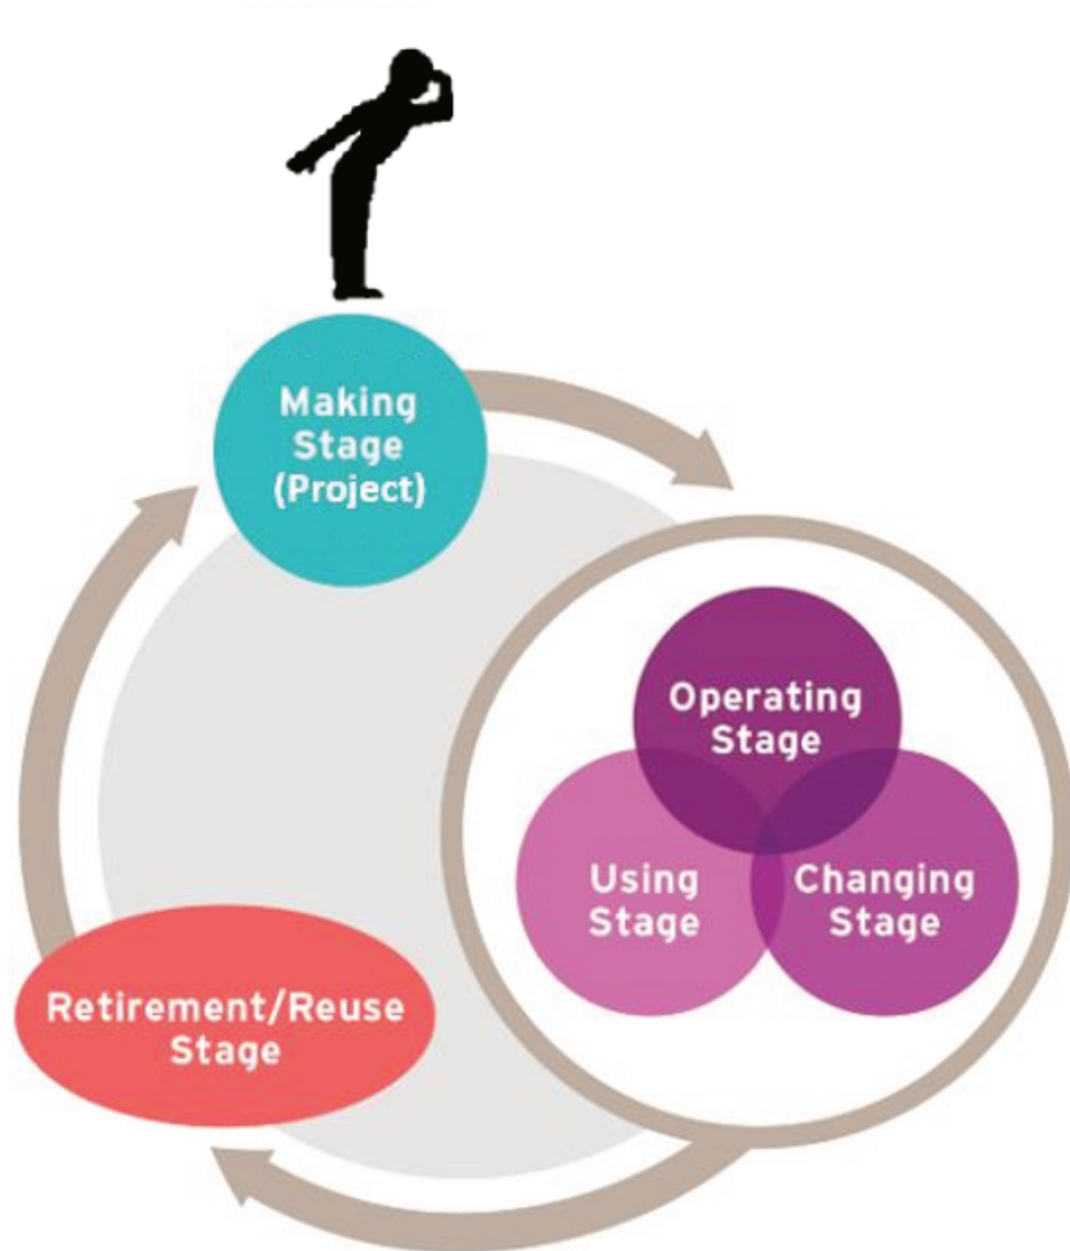 Making
Stage
(Project)
Operating
Stage
Using
Stage
Changing
Stage
Retirement/Reuse
Stage